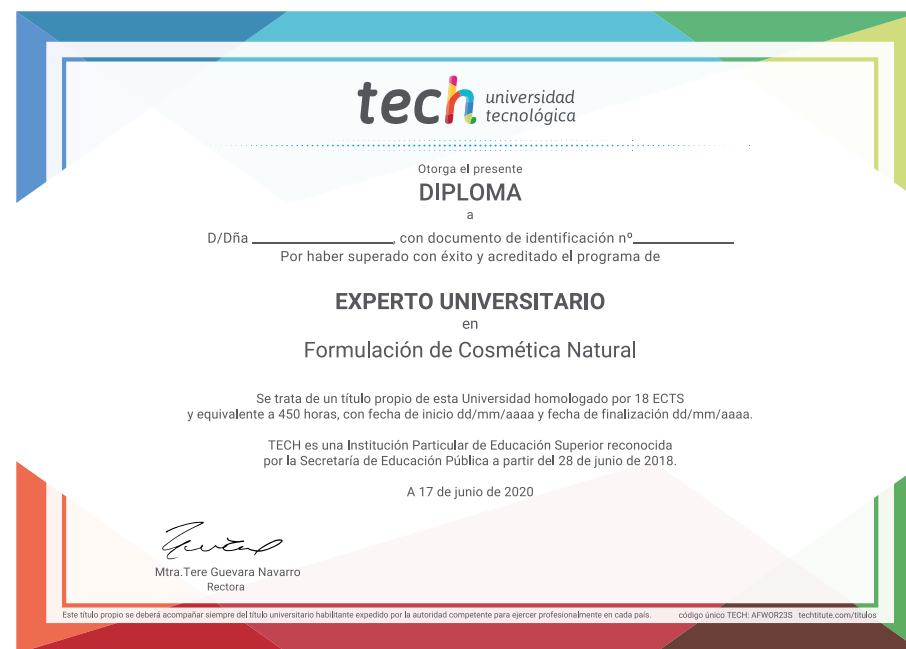 tech universidad
tecnológica
Otorga el presente
DIPLOMA
a
D/Dña ____________________, con documento de identificación nº______________
Por haber superado con éxito y acreditado el programa de
EXPERTO UNIVERSITARIO
en
Formulación de Cosmética Natural
Se trata de un título propio de esta Universidad homologado por 18 ECTS
y equivalente a 450 horas, con fecha de inicio dd/mm/aaaa y fecha de finalización dd/mm/aaaa.
TECH es una Institución Particular de Educación Superior reconocida
por la Secretaría de Educación Pública a partir del 28 de junio de 2018.
A 17 de junio de 2020
Mtra.Tere Guevara Navarro
Rectora
Este título propio se deberá acompañar siempre del título universitario habilitante expedido por la autoridad competente para ejercer profesionalmente en cada país. código único TECH: AFWOR23S techtitute.com/titulos